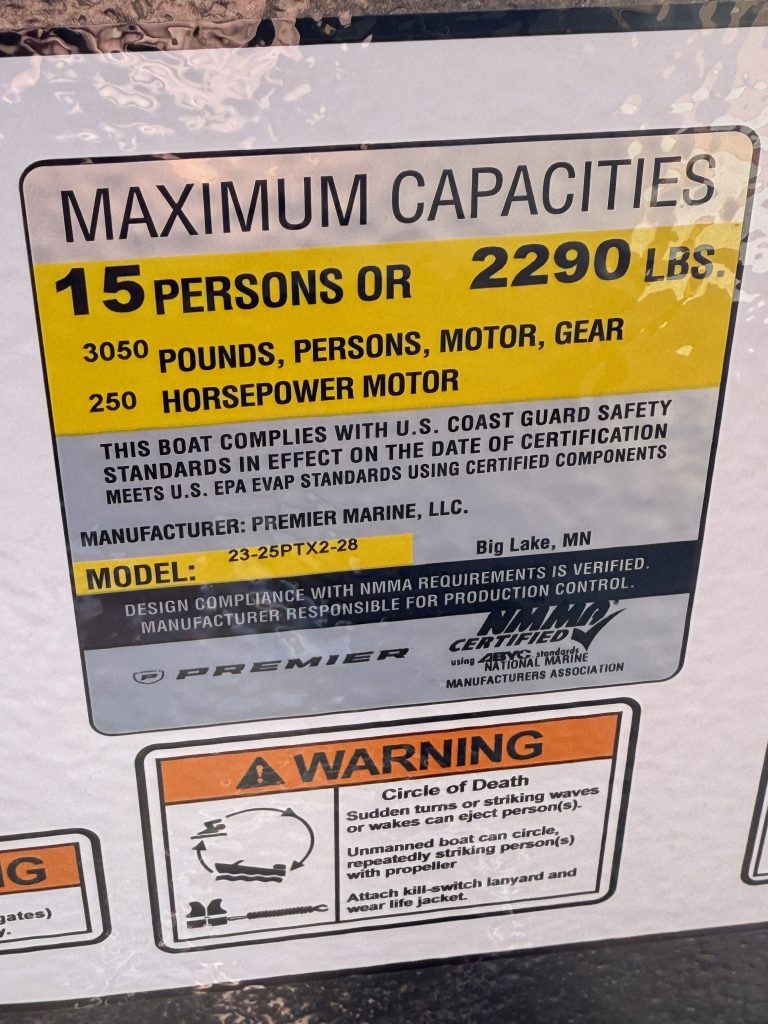 MAXIMUM CAPACITIES
15 PERSONS OR 2290 LBS.
3050 POUNDS, PERSONS, MOTOR, GEAR
250 HORSEPOWER MOTOR
THIS BOAT COMPLIES WITH U.S. COAST GUARD SAFETY
STANDARDS IN EFFECT ON THE DATE OF CERTIFICATION
MEETS U.S. EPA EVAP STANDARDS USING CERTIFIED COMPONENTS
MANUFACTURER: PREMIER MARINE, LLC.
MODEL: 23-25PTX2-28 Big Lake, MN
DESIGN COMPLIANCE WITH NMMA REQUIREMENTS IS VERIFIED.
MANUFACTURER RESPONSIBLE FOR PRODUCTION CONTROL.
P PREMIER
NMMA
CERTIFIED
using ABYC standards
NATIONAL MARINE
MANUFACTURERS ASSOCIATION
WARNING
Circle of Death
Sudden turns or striking waves
or wakes can eject person(s).
Unmanned boat can circle,
repeatedly striking person(s)
with propeller
Attach kill-switch lanyard and
wear life jacket.
NG
gates)
y.